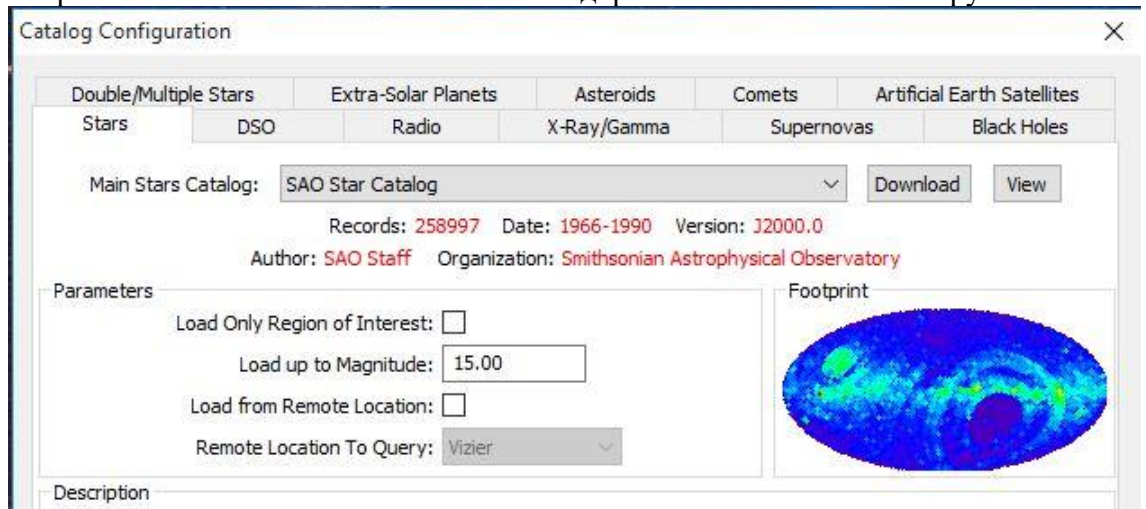 Catalog Configuration
Double/Multiple Stars Extra-Solar Planets Asteroids Comets Artificial Earth Satellites
Stars DSO Radio X-Ray/Gamma Supernovas Black Holes
Main Stars Catalog: SAO Star Catalog Download View
Records: 258997 Date: 1966-1990 Version: J2000.0
Author: SAO Staff Organization: Smithsonian Astrophysical Observatory
Parameters Footprint
Load Only Region of Interest:
Load up to Magnitude: 15.00
Load from Remote Location:
Remote Location To Query: Vizier
Description